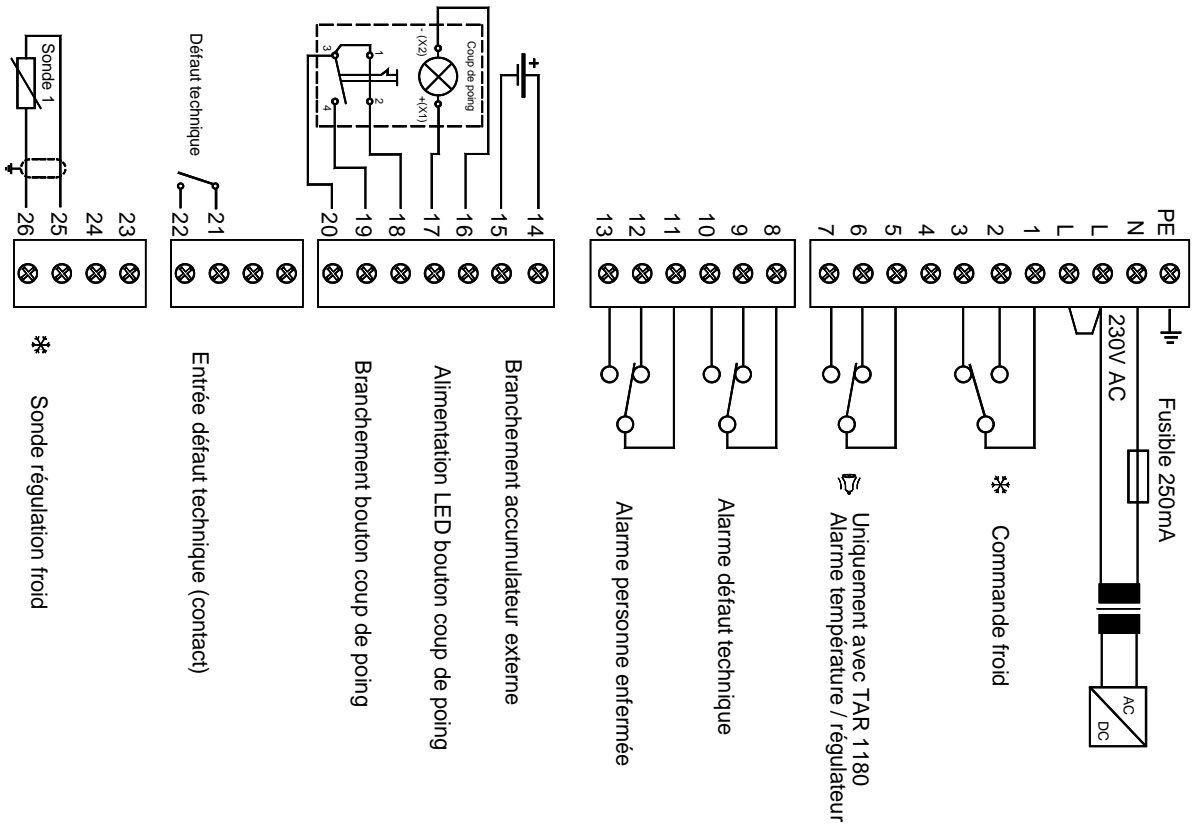 PE
N
L
L
1
2
3
4
5
6
7
8
9
10
11
12
13
14
15
16
17
18
19
20
21
22
23
24
25
26
Fusible 250mA
230V AC
AC
DC
Commande froid
Uniquement avec TAR 1180
Alarme température / régulateur
Alarme défaut technique
Alarme personne enfermée
+
Branchement accumulateur externe
Coup de poing
- (X2)
+(X1)
Alimentation LED bouton coup de poing
1
2
3
4
Branchement bouton coup de poing
Défaut technique
Entrée défaut technique (contact)
Sonde 1
Sonde régulation froid